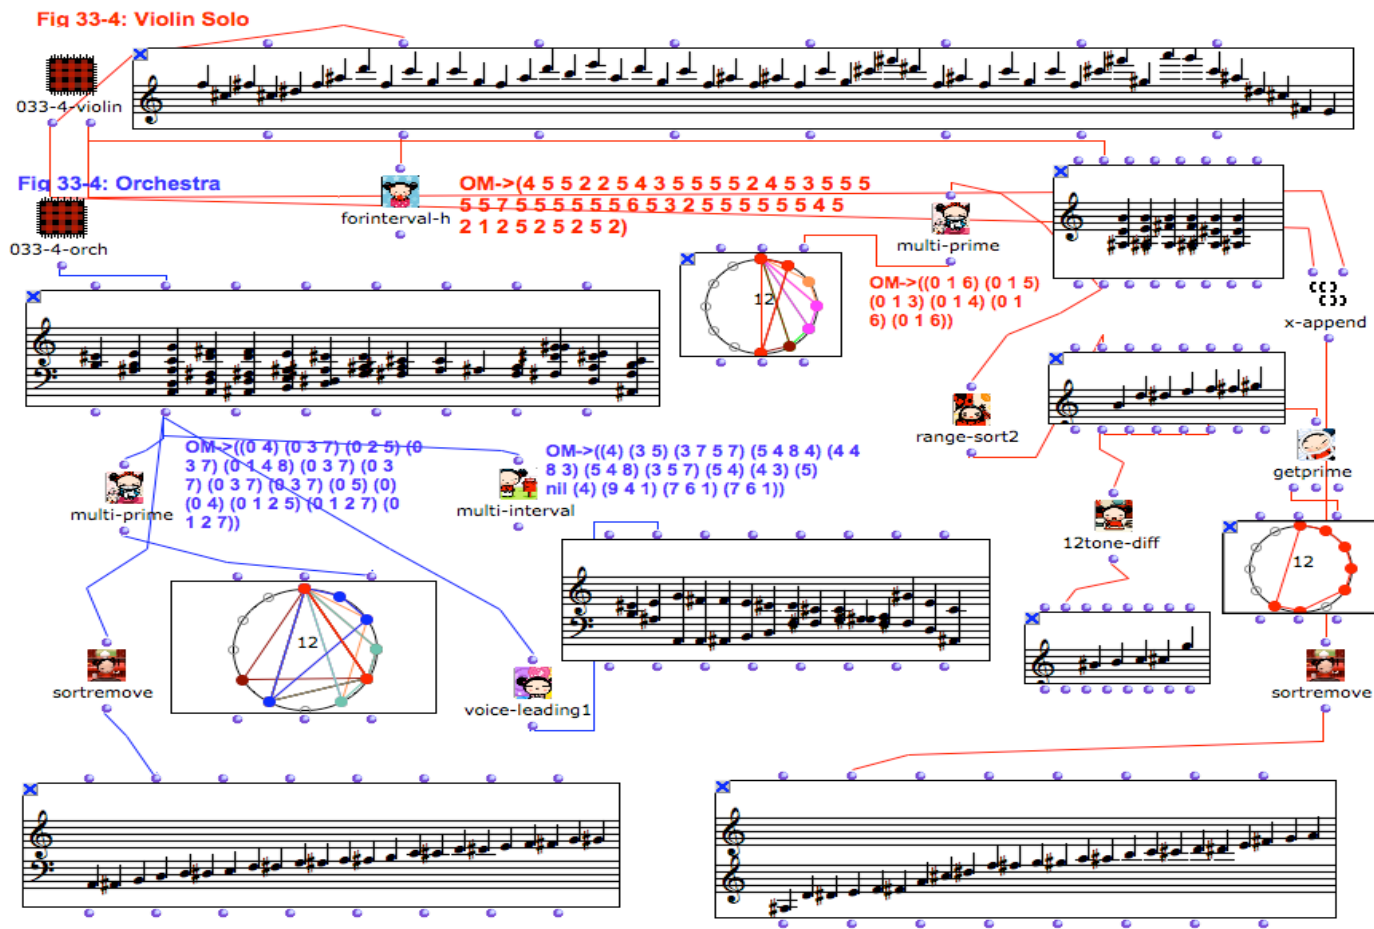 Fig 33-4: Violin Solo
033-4-violin
Fig 33-4: Orchestra
033-4-orch
forinterval-h
OM->(4 5 5 2 2 5 4 3 5 5 5 5 2 4 5 3 5 5 5
5 5 7 5 5 5 5 5 6 5 3 2 5 5 5 5 5 5 4 5
2 1 2 5 2 5 2 5 2)
multi-prime
12
OM->((0 1 6) (0 1 5)
(0 1 3) (0 1 4) (0 1
6) (0 1 6))
x-append
range-sort2
getprime
12tone-diff
12
sortremove
OM->((0 4) (0 3 7) (0 2 5) (0
3 7) (0 1 4 8) (0 3 7) (0 3
7) (0 3 7) (0 3 7) (0 5) (0)
(0 4) (0 1 2 5) (0 1 2 7) (0
1 2 7))
multi-prime
OM->((4) (3 5) (3 7 5 7) (5 4 8 4) (4 4
8 3) (5 4 8) (3 5 7) (5 4) (4 3) (5)
nil (4) (9 4 1) (7 6 1) (7 6 1))
multi-interval
12
sortremove
voice-leading1